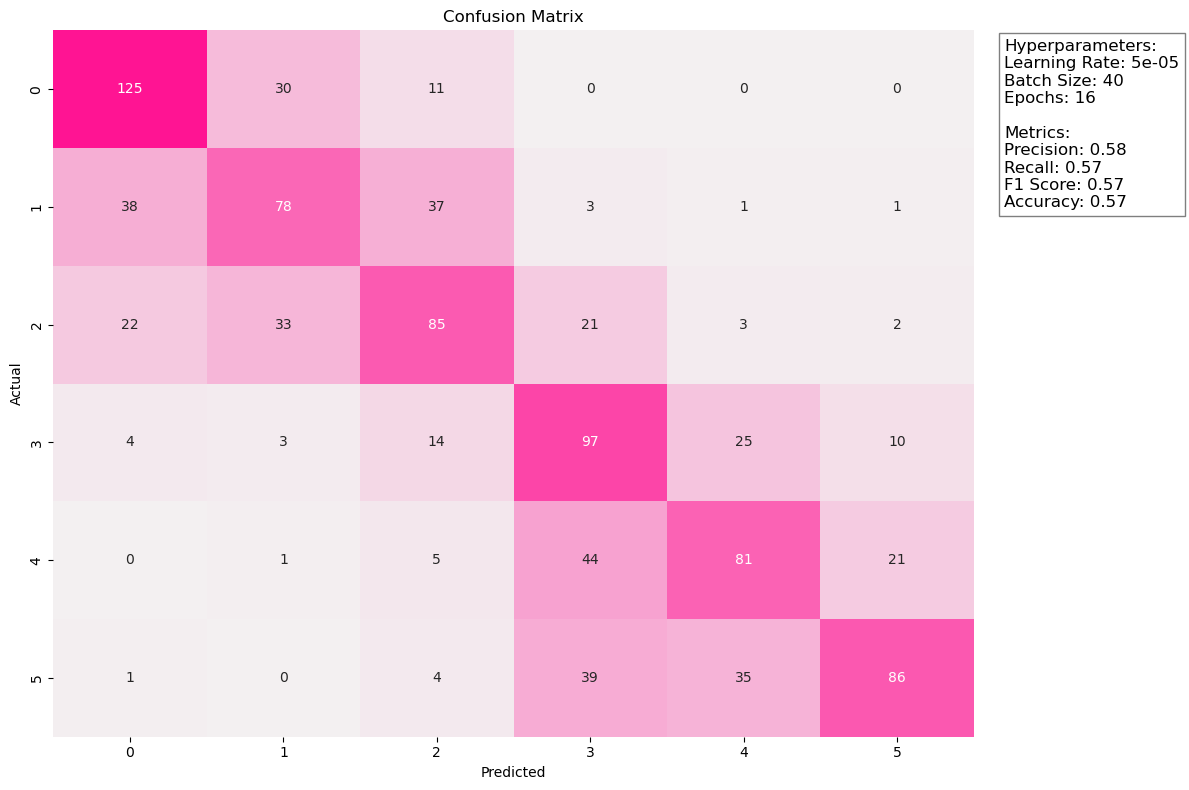 Confusion Matrix
Hyperparameters:
Learning Rate: 5e-05
Batch Size: 40
Epochs: 16
Metrics:
Precision: 0.58
Recall: 0.57
F1 Score: 0.57
Accuracy: 0.57
Actual
0 125 30 11 0 0 0
1 38 78 37 3 1 1
2 22 33 85 21 3 2
3 4 3 14 97 25 10
4 0 1 5 44 81 21
5 1 0 4 39 35 86
0 1 2 3 4 5
Predicted